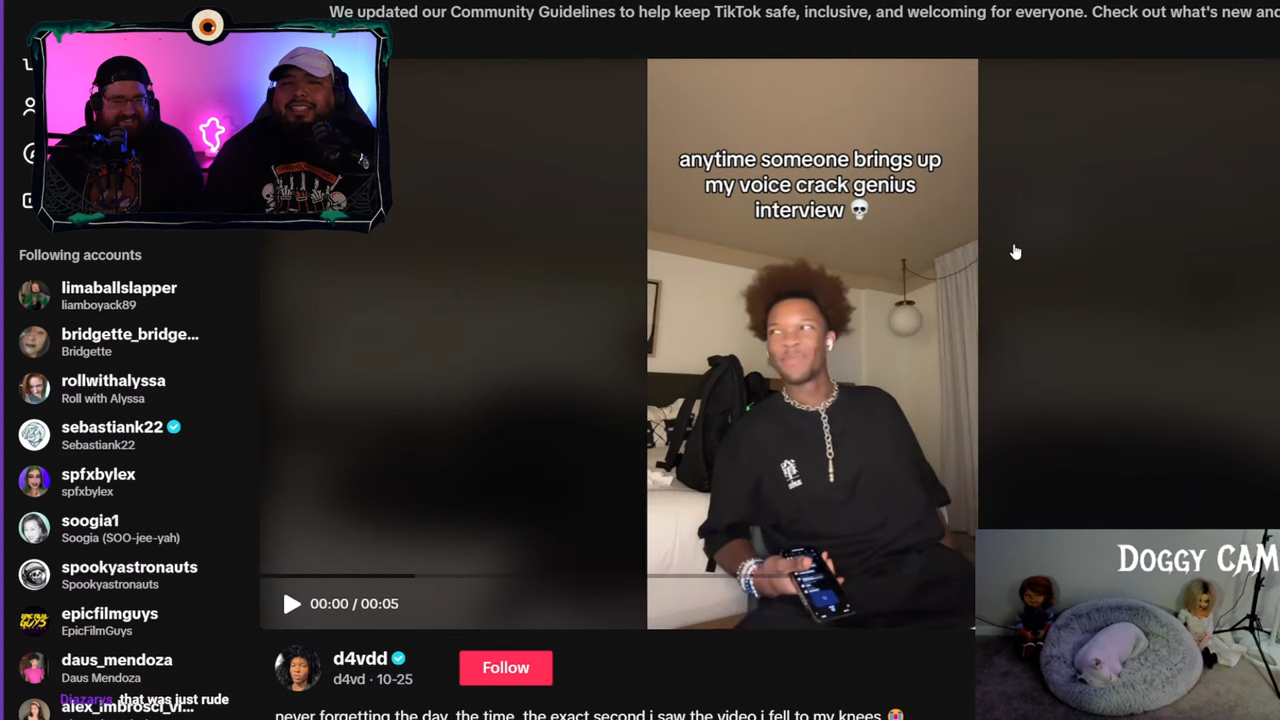 We updated our Community Guidelines to help keep TikTok safe, inclusive, and welcoming for everyone. Check out what's new and
anytime someone brings up
my voice crack genius
interview 💀
Following accounts
limaballslapper
liamboyack89
bridgette_bridge...
Bridgette
rollwithalyssa
Roll with Alyssa
sebastiank22
Sebastiank22
spfxbylex
spfxbylex
soogia1
Soogia (SOO-jee-yah)
spookyastronauts
Spookyastronauts
epicfilmguys
EpicFilmGuys
daus_mendoza
Daus Mendoza
alex_imbrosci_vi...
Diazarys that was just rude
00:00 / 00:05
d4vdd
d4vd · 10-25
Follow
never forgetting the day, the time, the exact second i saw the video i fell to my knees 😭
DOGGY CAM